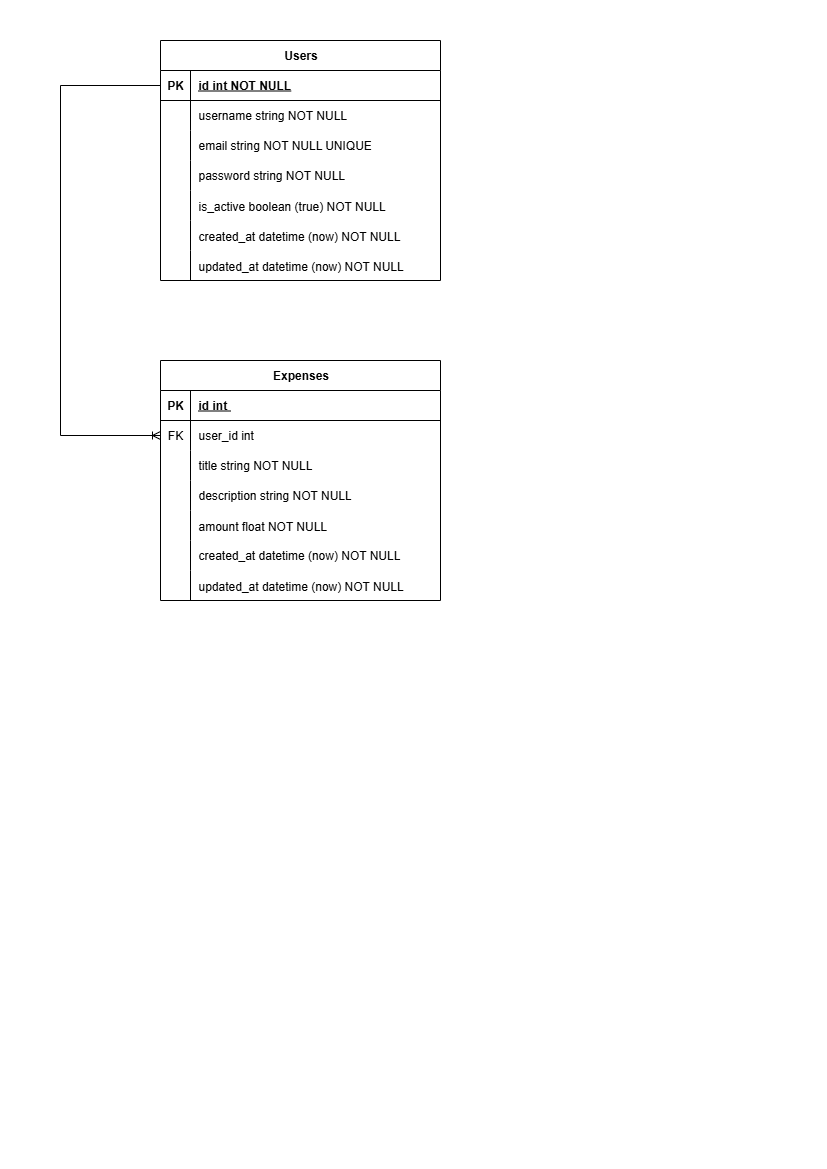 Users
PK id int NOT NULL
username string NOT NULL
email string NOT NULL UNIQUE
password string NOT NULL
is_active boolean (true) NOT NULL
created_at datetime (now) NOT NULL
updated_at datetime (now) NOT NULL
Expenses
PK id int
FK user_id int
title string NOT NULL
description string NOT NULL
amount float NOT NULL
created_at datetime (now) NOT NULL
updated_at datetime (now) NOT NULL